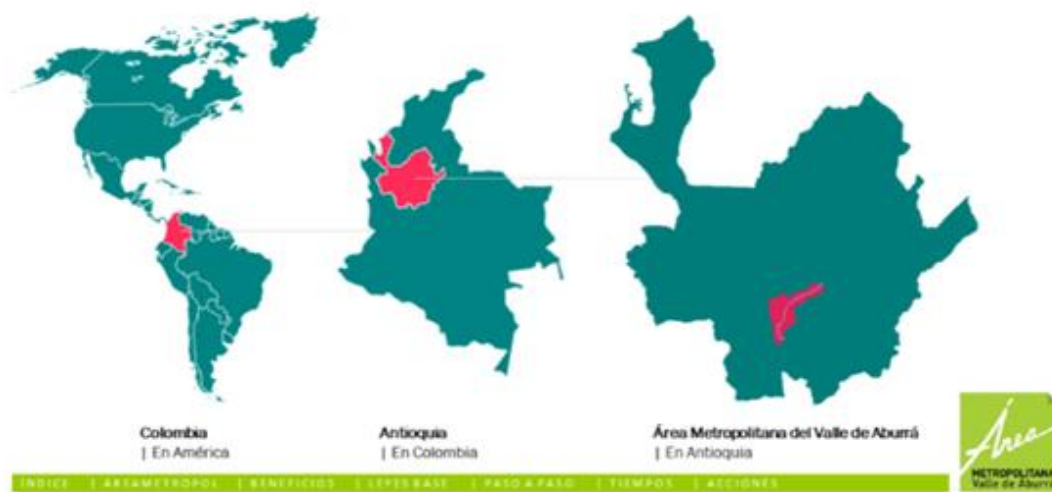 Colombia
| En América
Antioquia
| En Colombia
Área Metropolitana del Valle de Aburrá
| En Antioquia
Área
METROPOLITANA
Valle de Aburrá
ÍNDICE | AREAMETROPOL | BENEFICIOS | LEYES BASE | PASO A PASO | TIEMPOS | ACCIONES